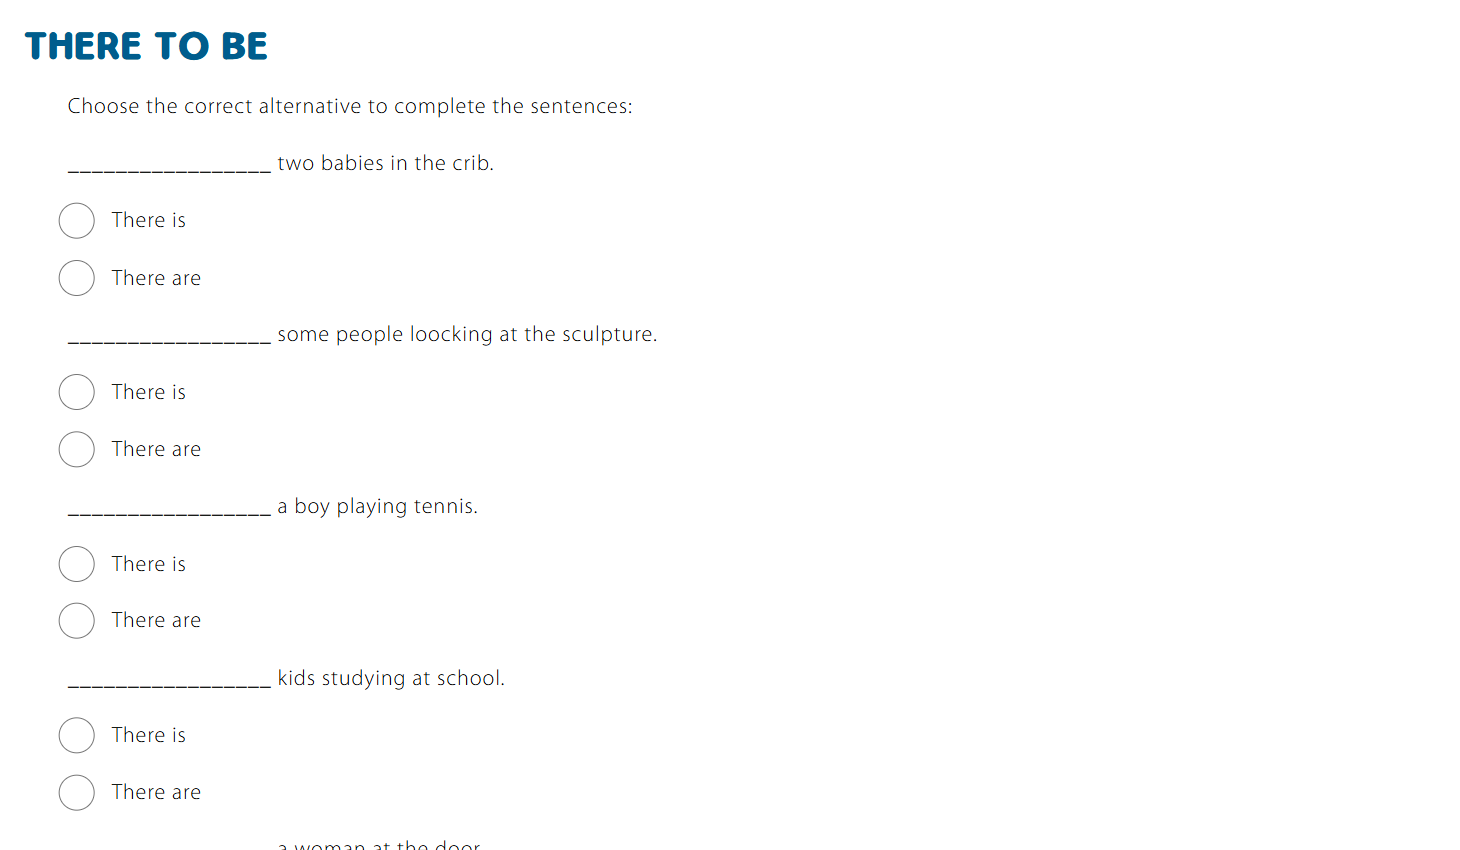 THERE TO BE
Choose the correct alternative to complete the sentences:
_________________ two babies in the crib.
There is
There are
_________________ some people loocking at the sculpture.
There is
There are
_________________ a boy playing tennis.
There is
There are
_________________ kids studying at school.
There is
There are
a woman at the door